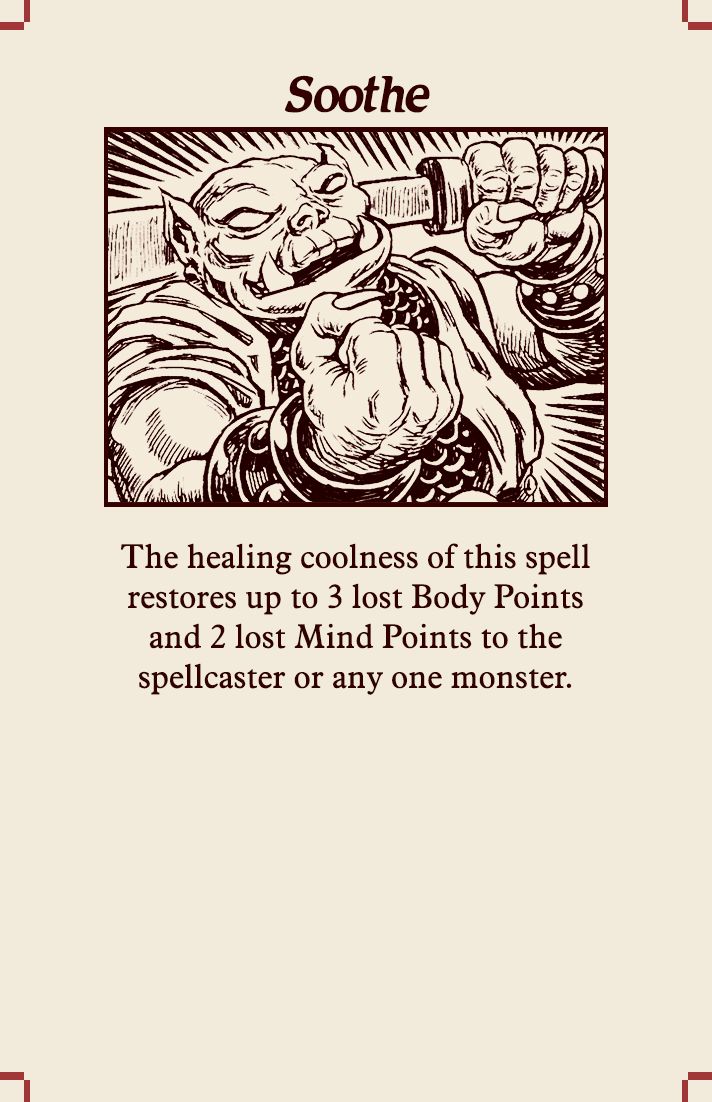 Soothe
The healing coolness of this spell
restores up to 3 lost Body Points
and 2 lost Mind Points to the
spellcaster or any one monster.